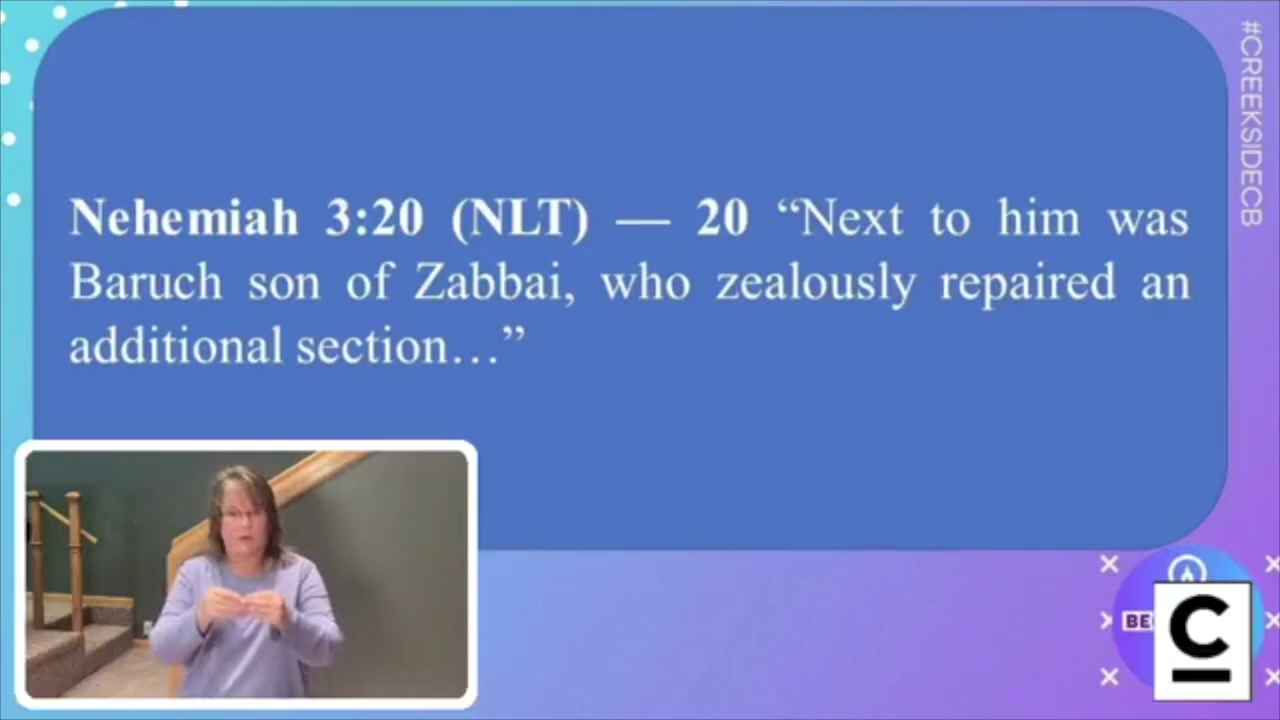 Nehemiah 3:20 (NLT) — 20 “Next to him was
Baruch son of Zabbai, who zealously repaired an
additional section…”
#CREEKSIDECB
BE
C